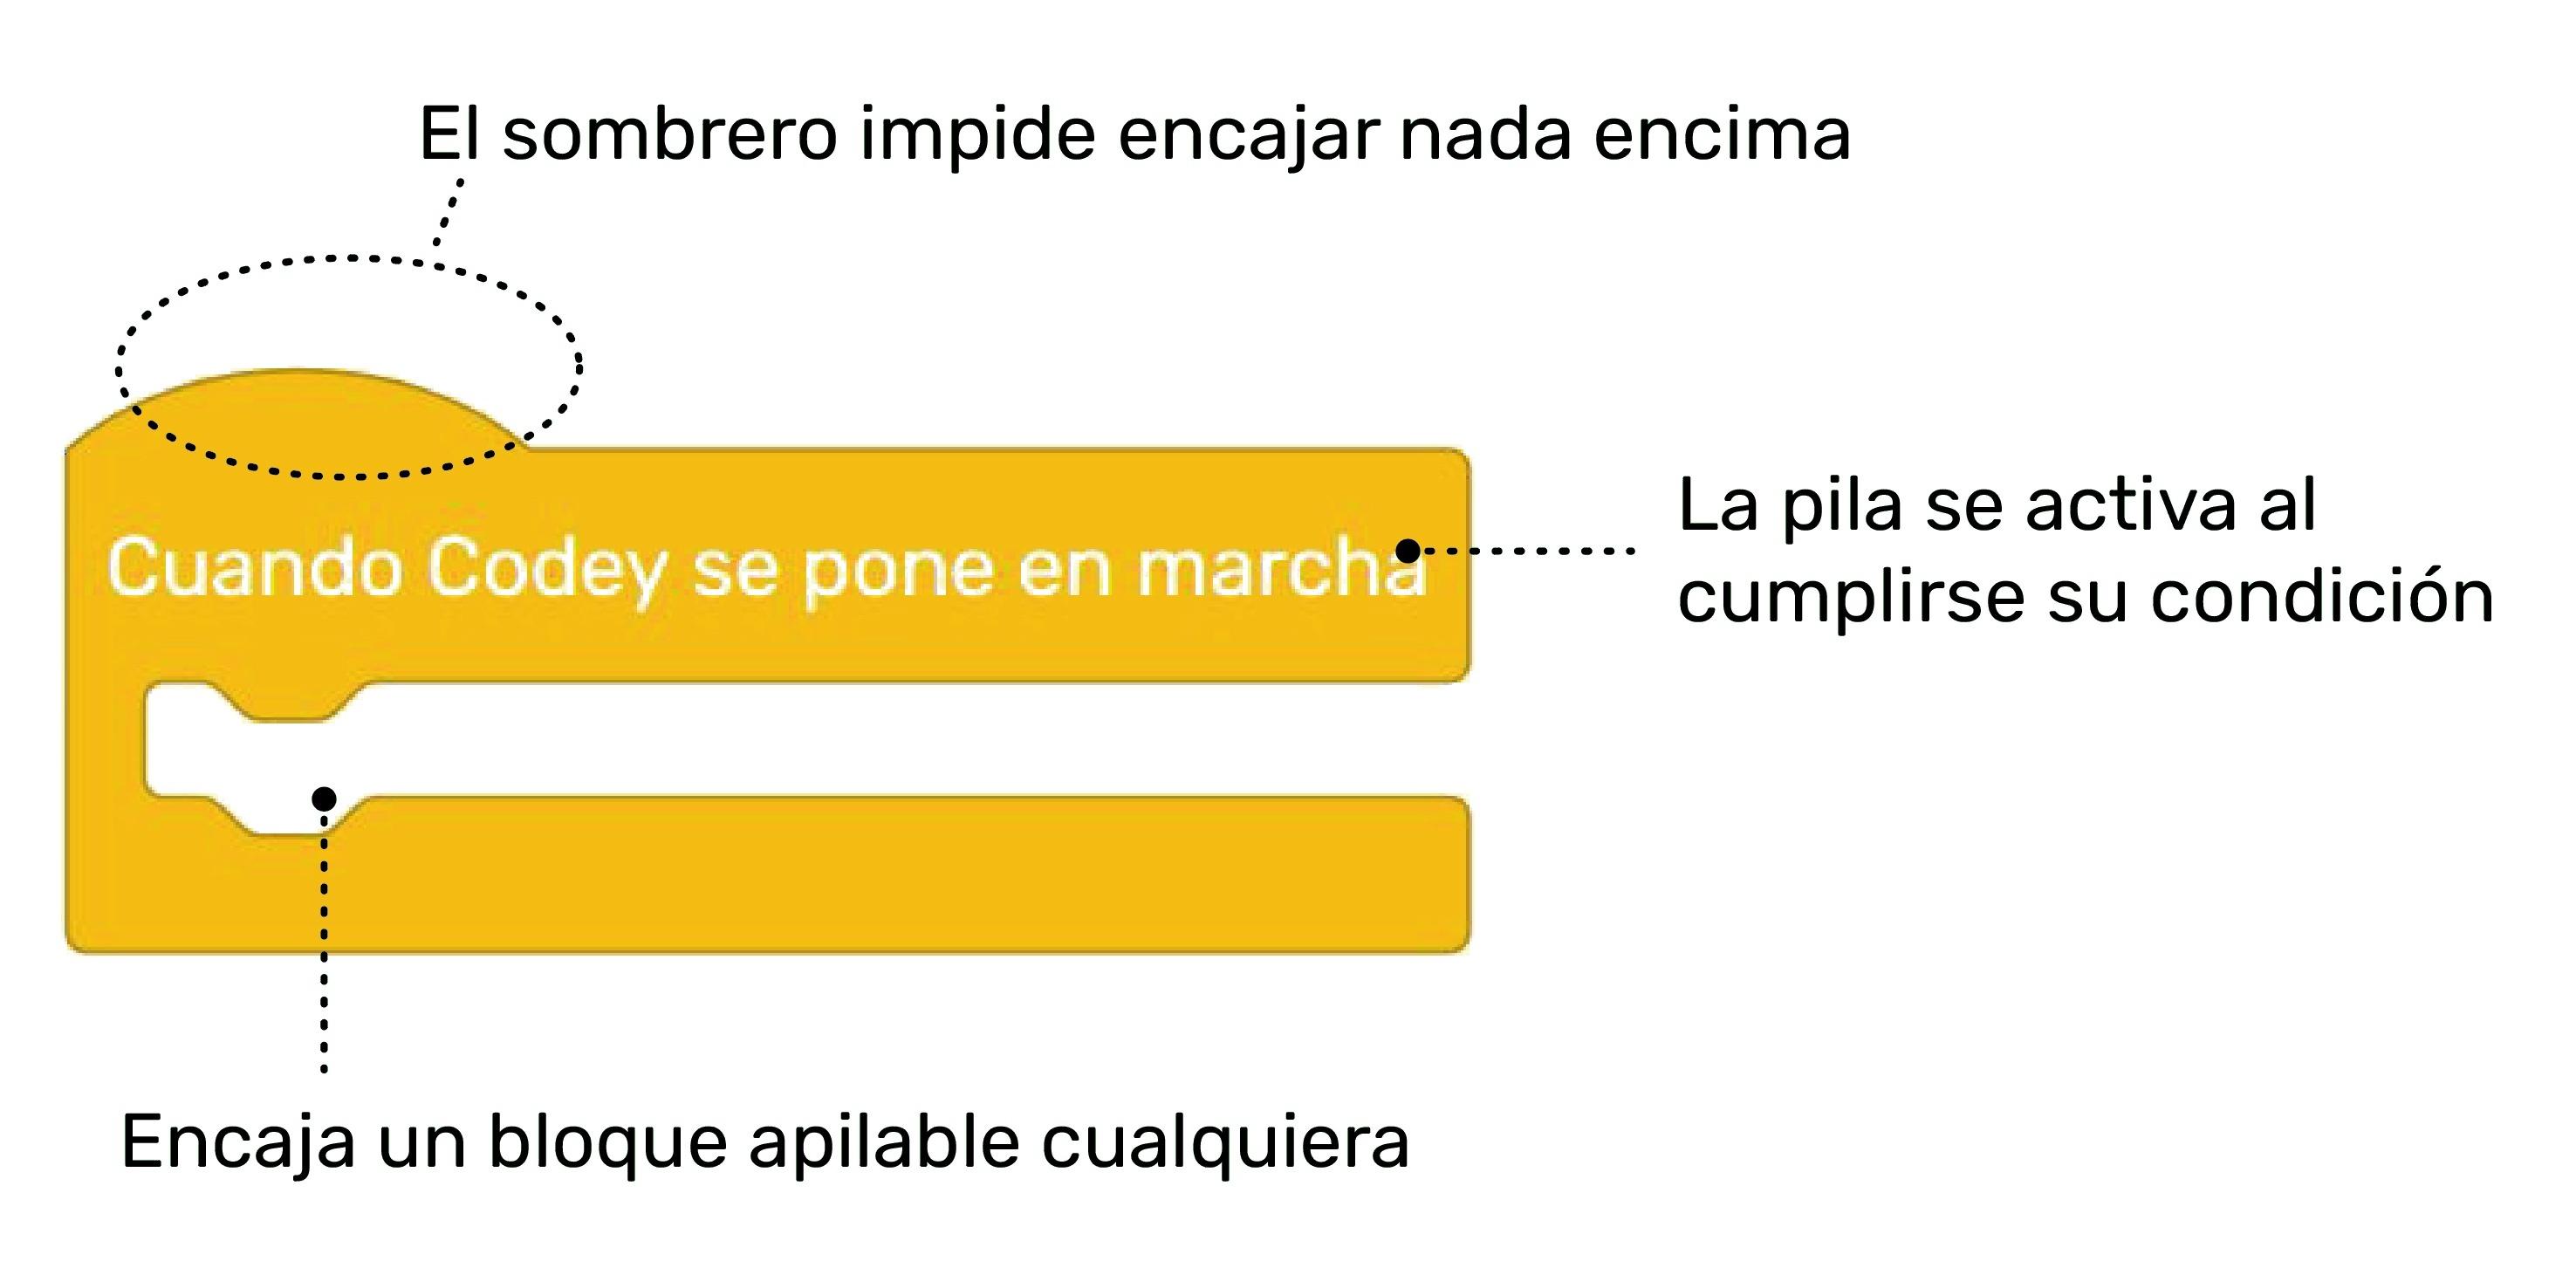 El sombrero impide encajar nada encima
Cuando Codey se pone en marcha
La pila se activa al
cumplirse su condición
Encaja un bloque apilable cualquiera